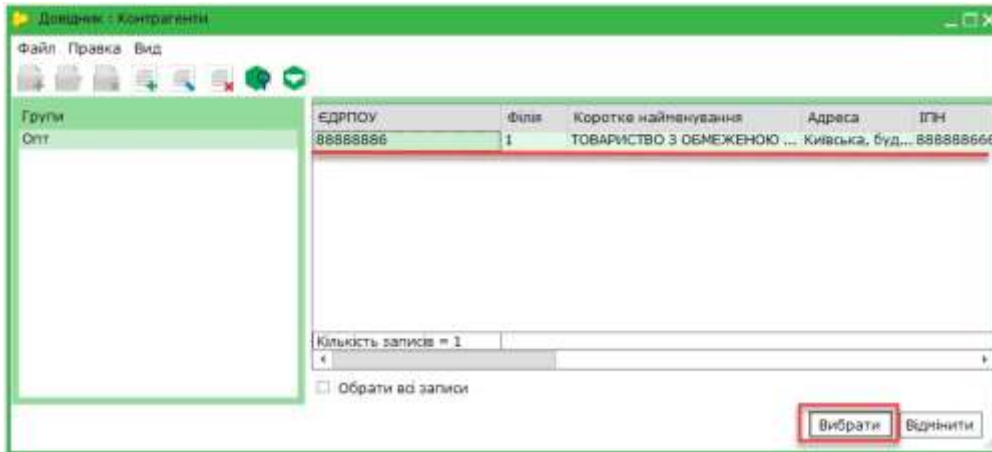 Довідник : Контрагенти
Файл Правка Вид
Групи
Опт
ЄДРПОУ Філія Коротке найменування Адреса ІПН
88888886 1 ТОВАРИСТВО З ОБМЕЖЕНОЮ ... Київська, буд... 888888666
Кількість записів = 1
Обрати всі записи
Вибрати Відмінити